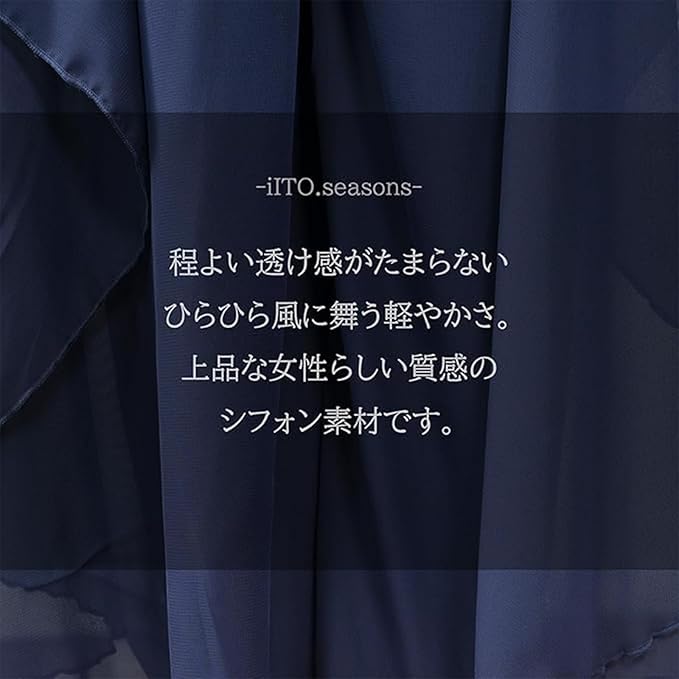 -iITO.seasons-
程よい透け感がたまらない
ひらひら風に舞う軽やかさ。
上品な女性らしい質感の
シフォン素材です。